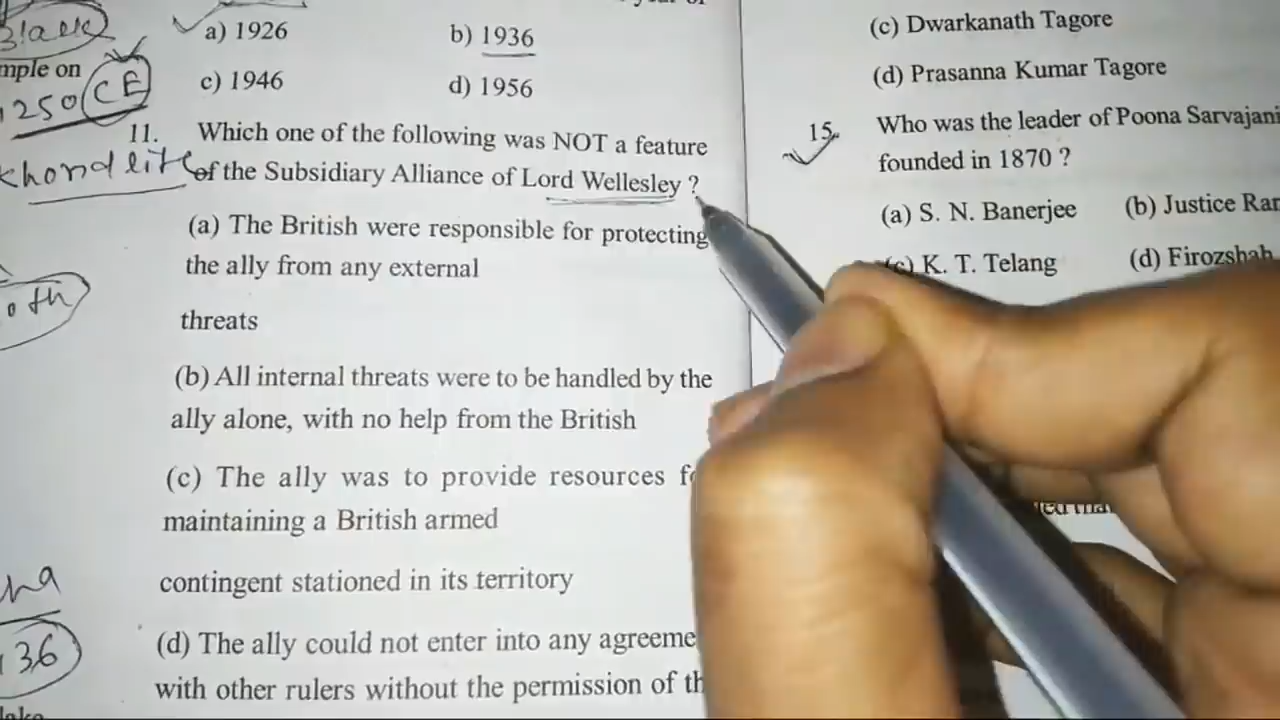 mple on
250 CE
khondlite
oth
36
a) 1926
b) 1936
c) 1946
d) 1956
11. Which one of the following was NOT a feature
of the Subsidiary Alliance of Lord Wellesley ?
(a) The British were responsible for protecting
the ally from any external
threats
(b) All internal threats were to be handled by the
ally alone, with no help from the British
(c) The ally was to provide resources
maintaining a British armed
contingent stationed in its territory
(d) The ally could not enter into any agreeme
with other rulers without the permission of
(c) Dwarkanath Tagore
(d) Prasanna Kumar Tagore
15. Who was the leader of Poona Sarvajani
founded in 1870 ?
(a) S. N. Banerjee
(b) Justice Ran
(c) K. T. Telang
(d) Firozshah